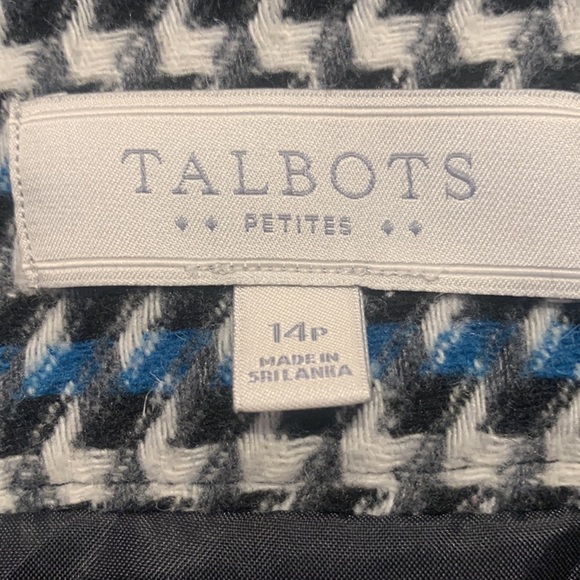 TALBOTS
PETITES
14P
MADE IN
SRI LANKA